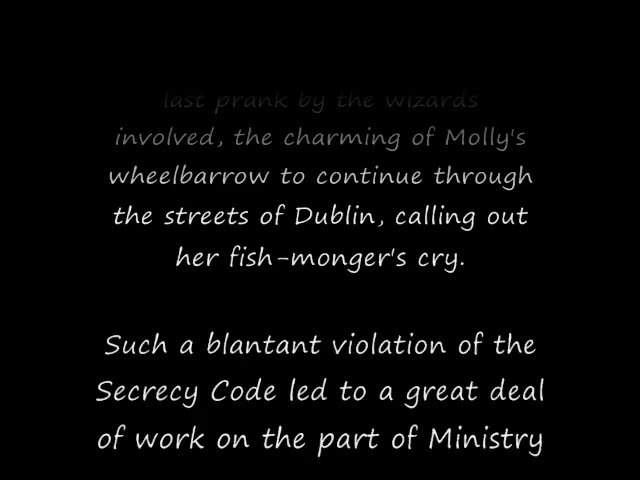 last prank by the wizards
involved, the charming of Molly's
wheelbarrow to continue through
the streets of Dublin, calling out
her fish-monger's cry.
Such a blantant violation of the
Secrecy Code led to a great deal
of work on the part of Ministry